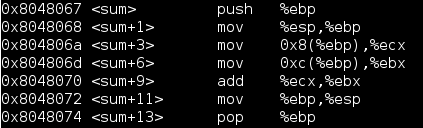 0x8048067 <sum> push %ebp
0x8048068 <sum+1> mov %esp,%ebp
0x804806a <sum+3> mov 0x8(%ebp),%ecx
0x804806d <sum+6> mov 0xc(%ebp),%ebx
0x8048070 <sum+9> add %ecx,%ebx
0x8048072 <sum+11> mov %ebp,%esp
0x8048074 <sum+13> pop %ebp